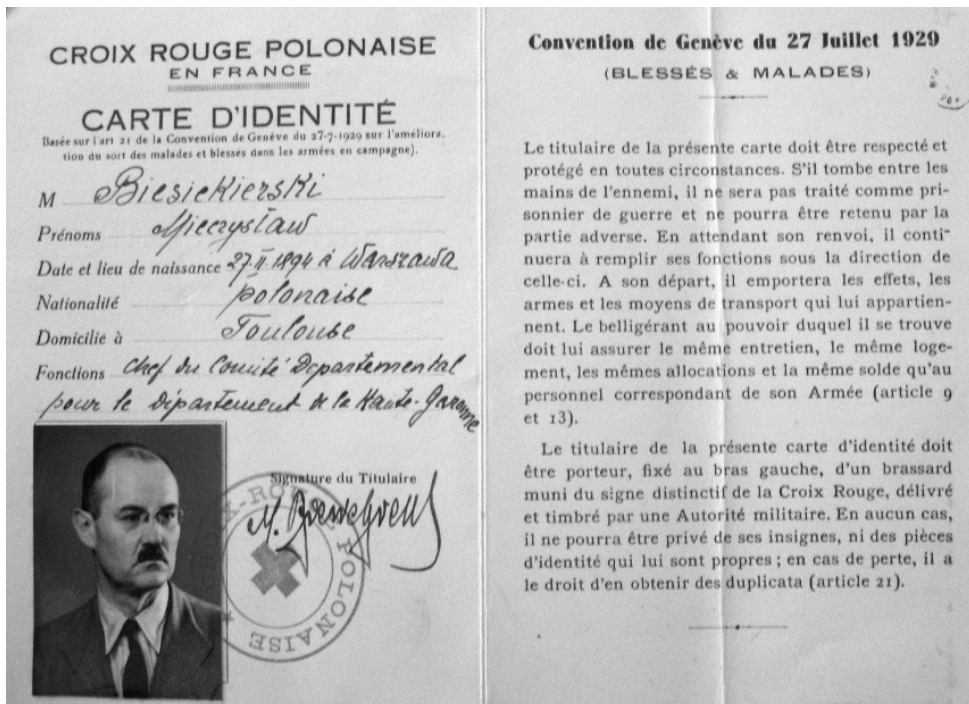 CROIX ROUGE POLONAISE
EN FRANCE
CARTE D'IDENTITÉ
Basée sur l'art 21 de la Convention de Genève du 27-7-1929 sur l'améliora.
tion du sort des malades et blessés dans les armées en campagne).
M Biesiekierski
Prénoms Mieczysław
Date et lieu de naissance 27.II.1894 à Warszawa
Nationalité polonaise
Domicilié à Toulouse
Fonctions Chef du Comité Départemental
pour le département de la Haute-Garonne
Signature du Titulaire
CROIX-ROUGE POLONAISE
Convention de Genève du 27 Juillet 1929
(BLESSÉS & MALADES)
Le titulaire de la présente carte doit être respecté et
protégé en toutes circonstances. S'il tombe entre les
mains de l'ennemi, il ne sera pas traité comme pri-
sonnier de guerre et ne pourra être retenu par la
partie adverse. En attendant son renvoi, il conti-
nuera à remplir ses fonctions sous la direction de
celle-ci. A son départ, il emportera les effets, les
armes et les moyens de transport qui lui appartien-
nent. Le belligérant au pouvoir duquel il se trouve
doit lui assurer le même entretien, le même loge-
ment, les mêmes allocations et la même solde qu'au
personnel correspondant de son Armée (article 9
et 13).
Le titulaire de la présente carte d'identité doit
être porteur, fixé au bras gauche, d'un brassard
muni du signe distinctif de la Croix Rouge, délivré
et timbré par une Autorité militaire. En aucun cas,
il ne pourra être privé de ses insignes, ni des pièces
d'identité qui lui sont propres ; en cas de perte, il a
le droit d'en obtenir des duplicata (article 21).